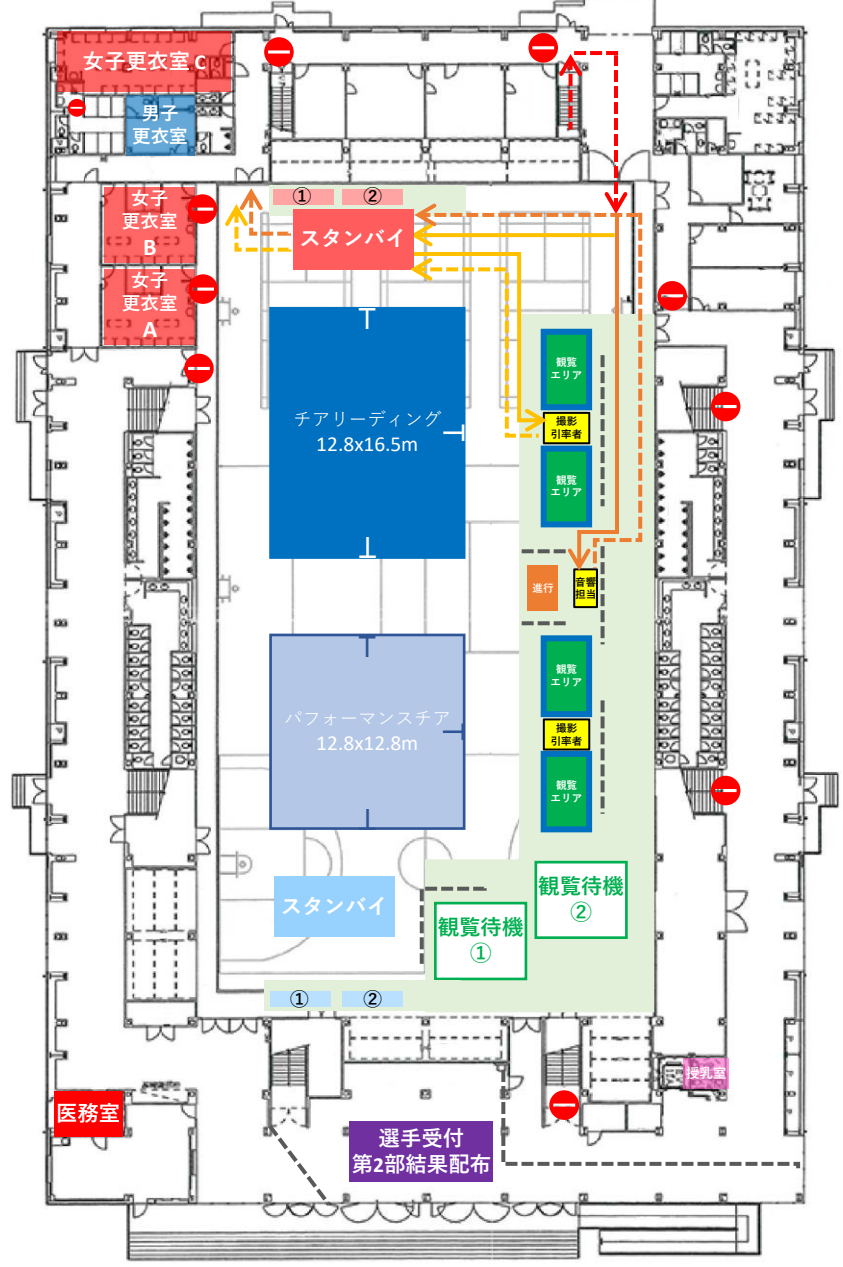 女子更衣室 C
男子
更衣室
女子
更衣室
B
女子
更衣室
A
① ②
スタンバイ
チアリーディング
12.8x16.5m
観覧
エリア
撮影
引率者
観覧
エリア
進行
音響
担当
観覧
エリア
撮影
引率者
観覧
エリア
パフォーマンスチア
12.8x12.8m
スタンバイ
観覧待機
①
観覧待機
②
① ②
授乳室
医務室
選手受付
第2部結果配布